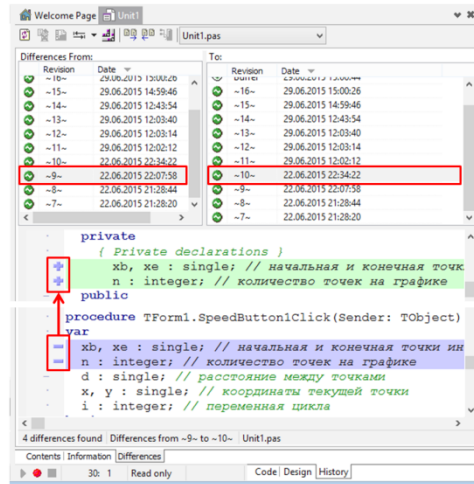 Welcome Page Unit1
Unit1.pas
Differences From: To:
Revision Date Revision Date
~16~ 29.06.2015 15:00:26 Buffer 29.06.2015 15:00:44
~15~ 29.06.2015 14:59:46 ~16~ 29.06.2015 15:00:26
~14~ 29.06.2015 12:43:54 ~15~ 29.06.2015 14:59:46
~13~ 29.06.2015 12:03:40 ~14~ 29.06.2015 12:43:54
~12~ 29.06.2015 12:03:14 ~13~ 29.06.2015 12:03:40
~11~ 29.06.2015 12:02:12 ~12~ 29.06.2015 12:03:14
~10~ 22.06.2015 22:34:22 ~11~ 29.06.2015 12:02:12
~9~ 22.06.2015 22:07:58 ~10~ 22.06.2015 22:34:22
~8~ 22.06.2015 21:28:44 ~9~ 22.06.2015 22:07:58
~7~ 22.06.2015 21:28:20 ~8~ 22.06.2015 21:28:44
~7~ 22.06.2015 21:28:20
private
{ Private declarations }
xb, xe : single; // начальная и конечная точк
n : integer; // количество точек на графике
public
procedure TForm1.SpeedButton1Click(Sender: TObject)
var
xb, xe : single; // начальная и конечная точки ин
n : integer; // количество точек на графике
d : single; // расстояние между точками
x, y : single; // координаты текущей точки
i : integer; // переменная цикла
4 differences found Differences from ~9~ to ~10~ Unit1.pas
Contents Information Differences
30: 1 Read only Code Design History